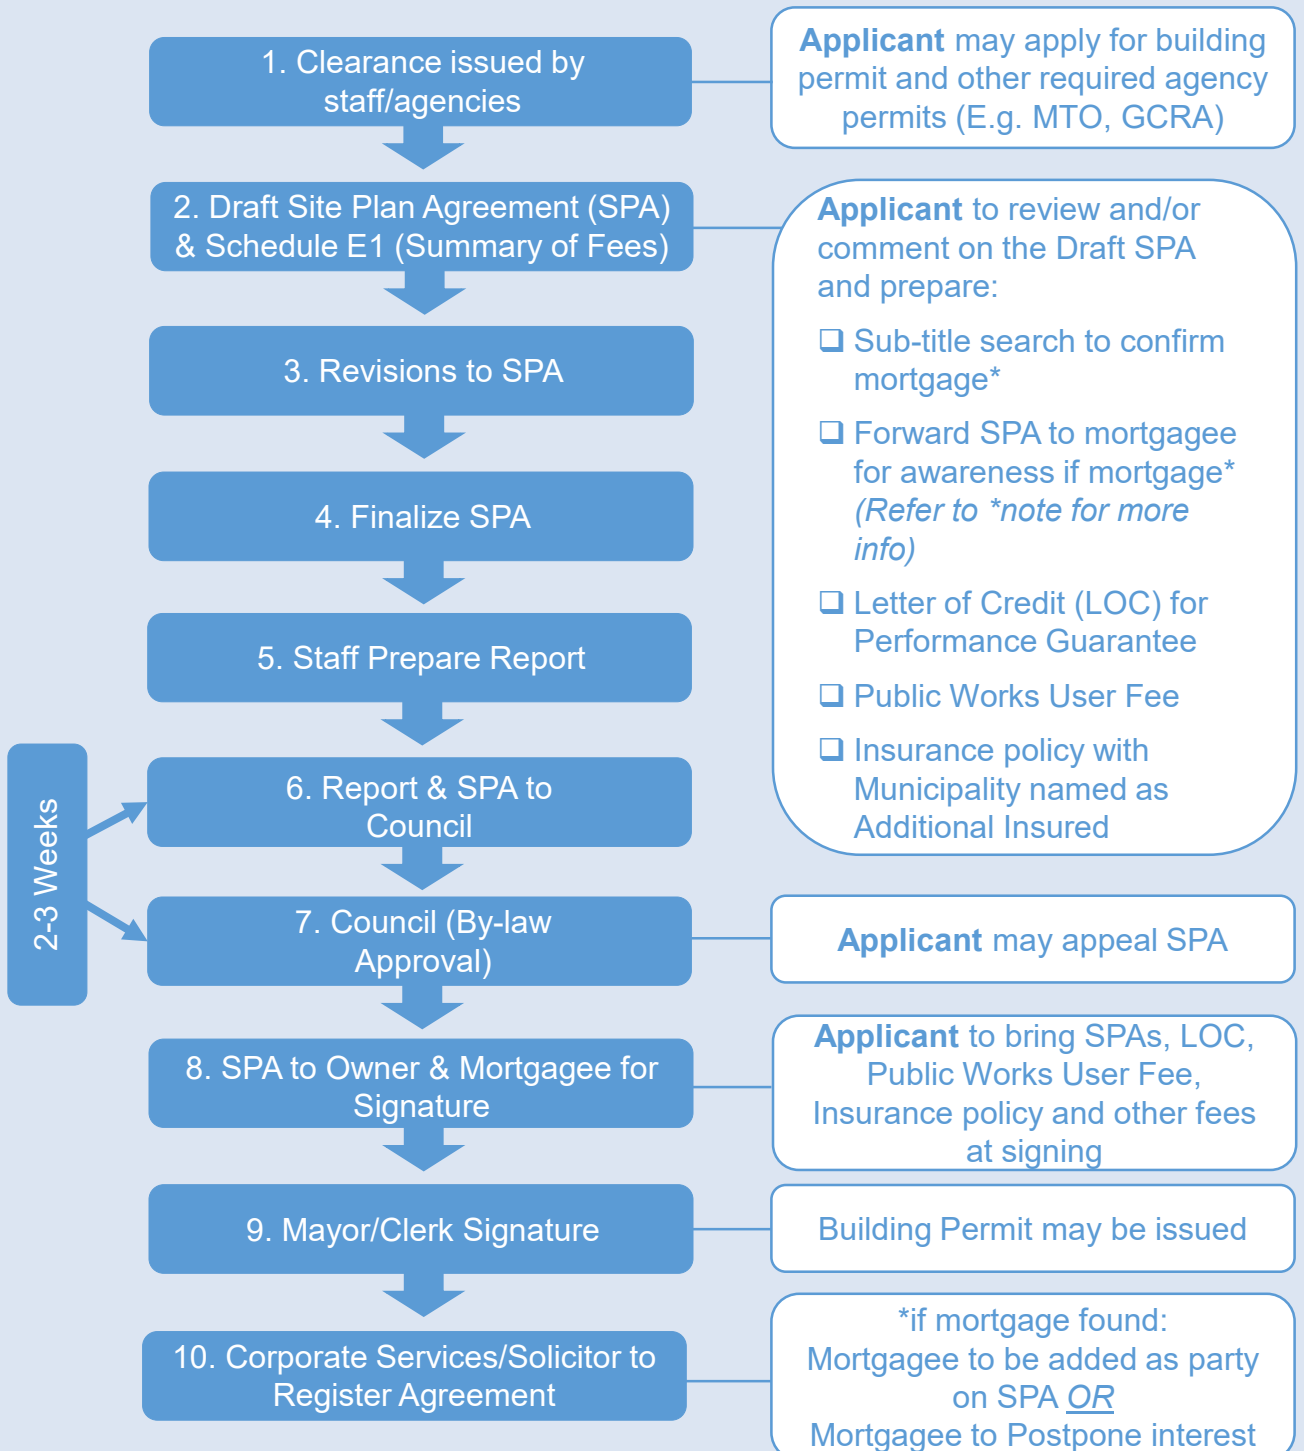 1. Clearance issued by
staff/agencies
Applicant may apply for building
permit and other required agency
permits (E.g. MTO, GCRA)
2. Draft Site Plan Agreement (SPA)
& Schedule E1 (Summary of Fees)
Applicant to review and/or
comment on the Draft SPA
and prepare:
❑ Sub-title search to confirm
mortgage*
❑ Forward SPA to mortgagee
for awareness if mortgage*
(Refer to *note for more
info)
❑ Letter of Credit (LOC) for
Performance Guarantee
❑ Public Works User Fee
❑ Insurance policy with
Municipality named as
Additional Insured
3. Revisions to SPA
4. Finalize SPA
5. Staff Prepare Report
2-3 Weeks
6. Report & SPA to
Council
7. Council (By-law
Approval)
Applicant may appeal SPA
8. SPA to Owner & Mortgagee for
Signature
Applicant to bring SPAs, LOC,
Public Works User Fee,
Insurance policy and other fees
at signing
9. Mayor/Clerk Signature
Building Permit may be issued
10. Corporate Services/Solicitor to
Register Agreement
*if mortgage found:
Mortgagee to be added as party
on SPA OR
Mortgagee to Postpone interest